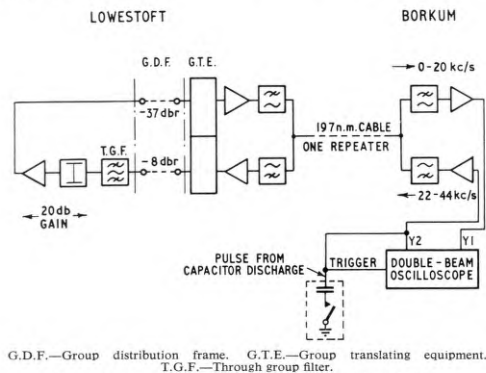 LOWESTOFT
BORKUM
G.D.F.
G.T.E.
0-20 kc/s
-37 dbr
T.G.F.
-8 dbr
197 n.m. CABLE
ONE REPEATER
20db
GAIN
22-44 kc/s
Y2
Y1
PULSE FROM
CAPACITOR DISCHARGE
TRIGGER
DOUBLE-BEAM
OSCILLOSCOPE
G.D.F.—Group distribution frame. G.T.E.—Group translating equipment.
T.G.F.—Through group filter.